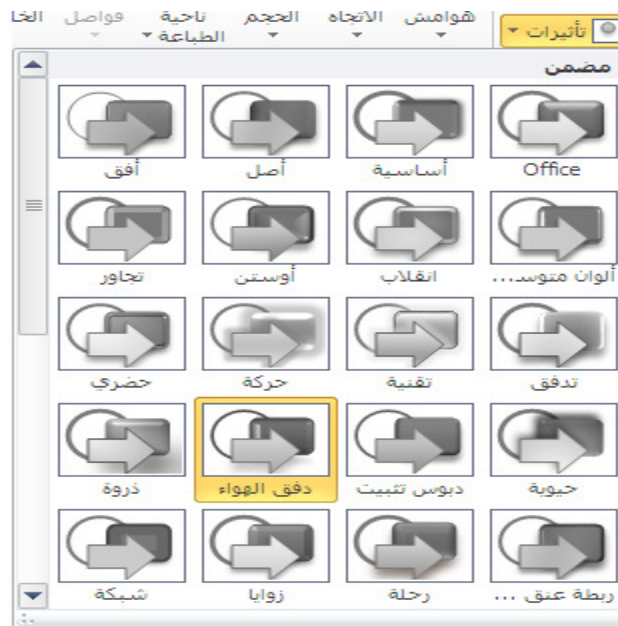 تأثيرات هوامش الاتجاه الحجم ناحية الطباعة فواصل
مضمن
Office أساسية أصل أفق
ألوان متوسـ... انقلاب أوستن تجاور
تدفق تقنية حركة حضري
حيوية دبوس تثبيت دفق الهواء ذروة
ربطة عنق ... رحلة زوايا شبكة